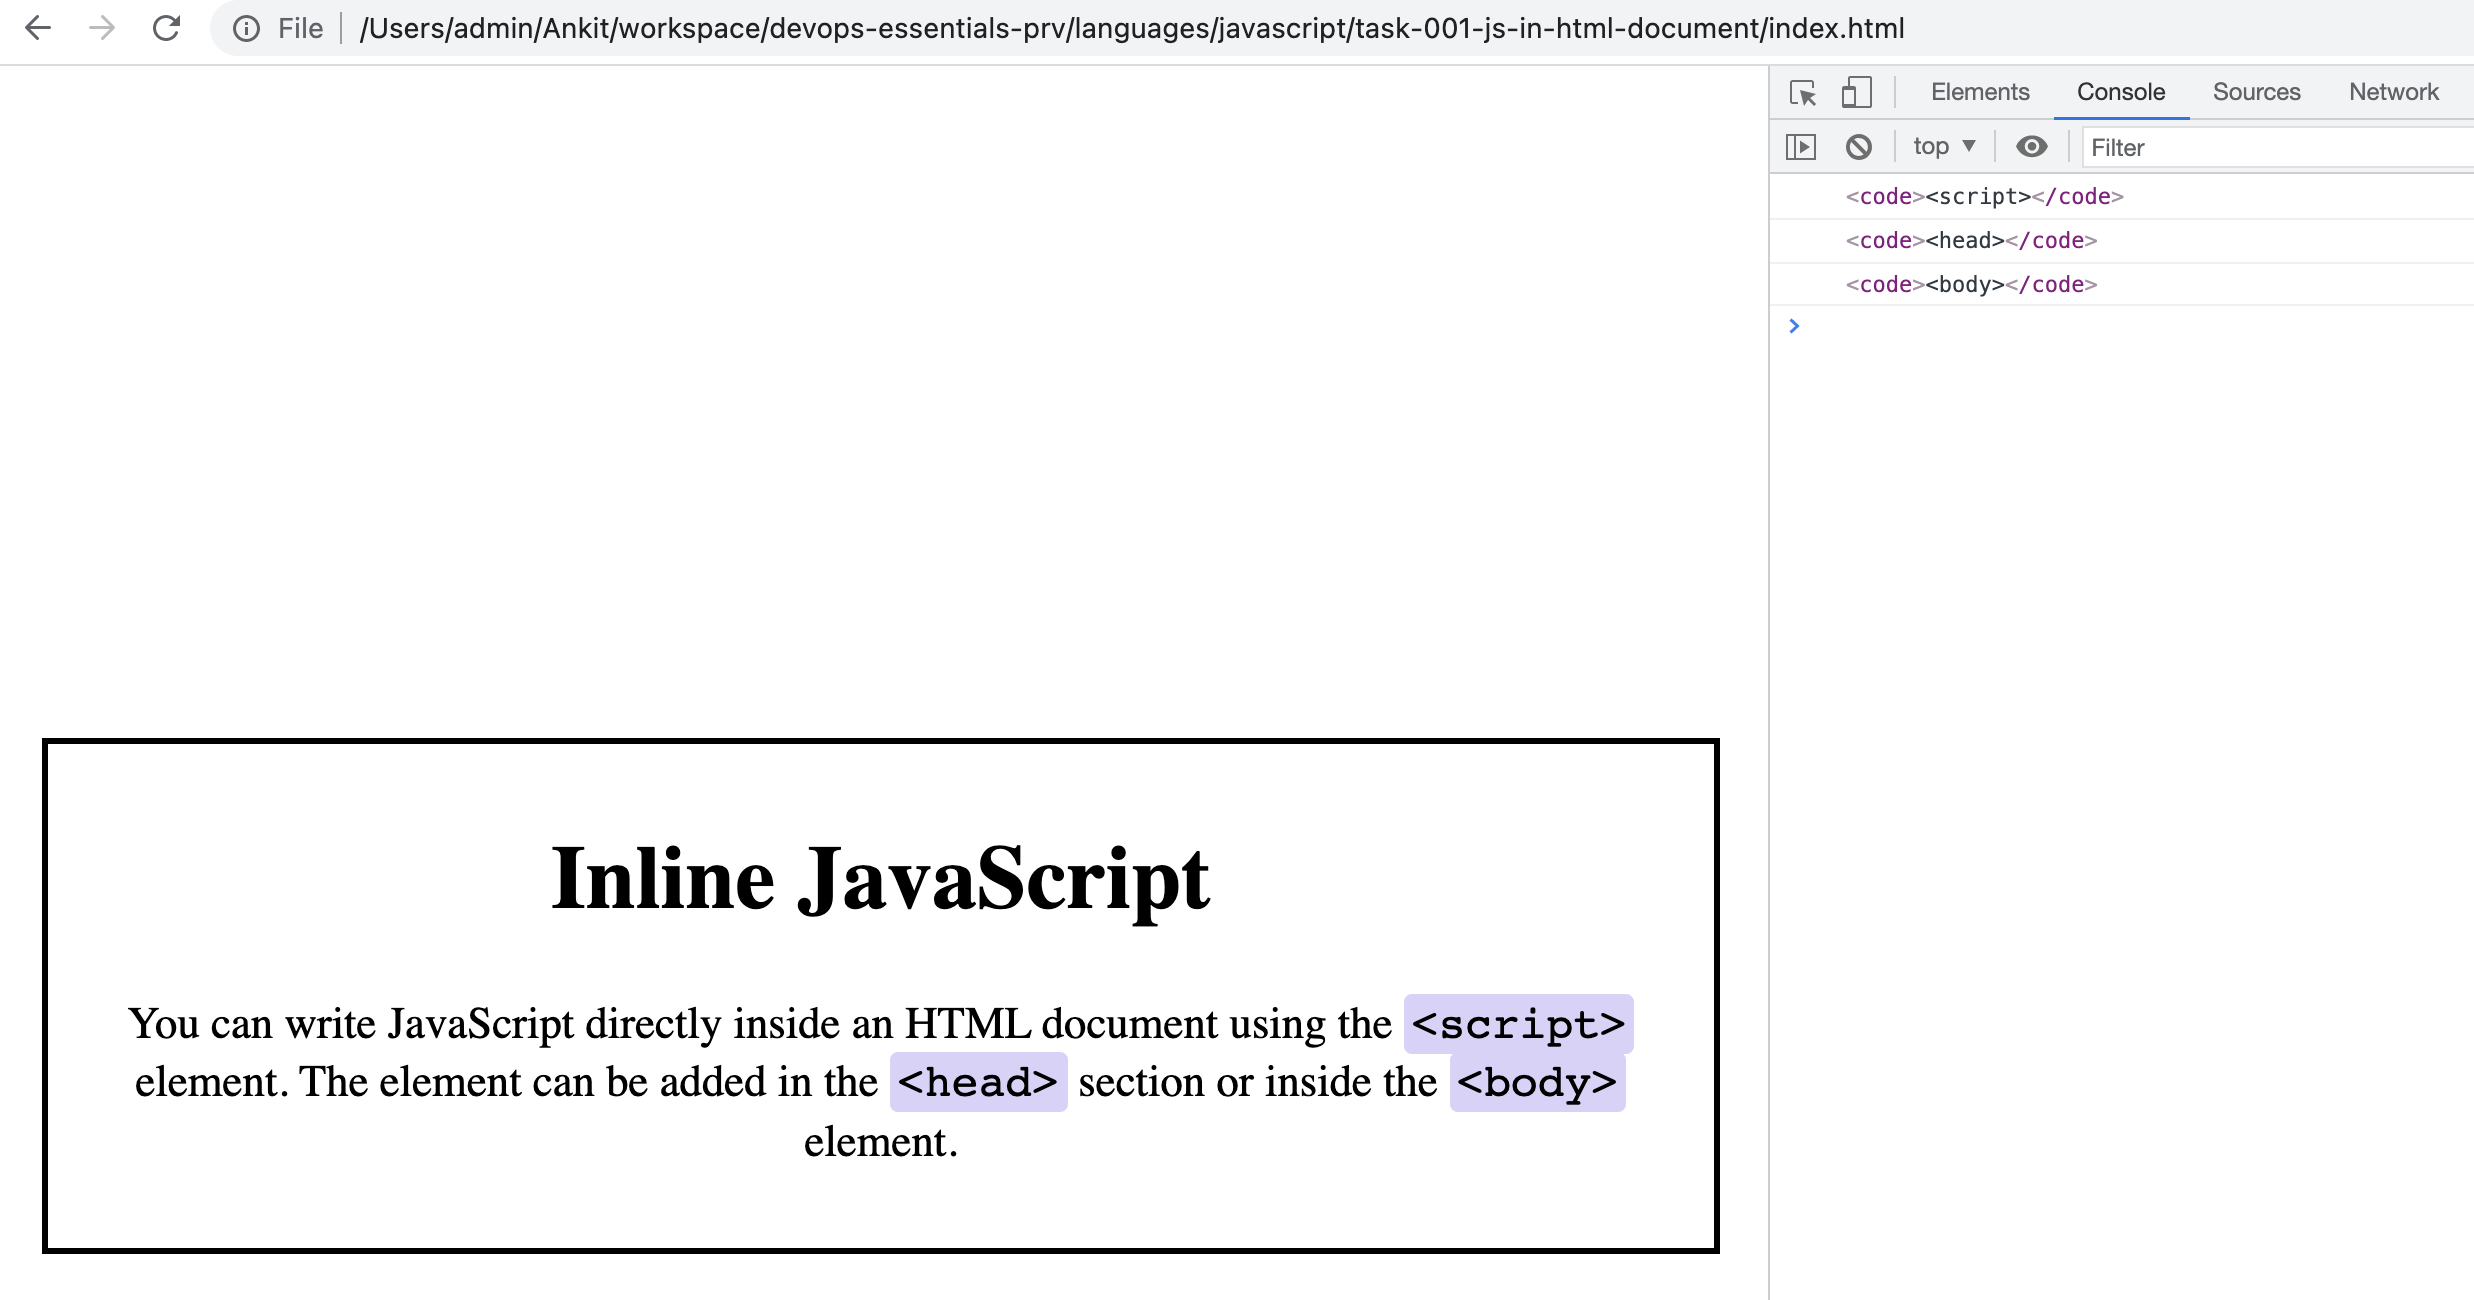 File | /Users/admin/Ankit/workspace/devops-essentials-prv/languages/javascript/task-001-js-in-html-document/index.html
Elements Console Sources Network
top Filter
<code><script></code>
<code><head></code>
<code><body></code>
Inline JavaScript
You can write JavaScript directly inside an HTML document using the <script>
element. The element can be added in the <head> section or inside the <body>
element.